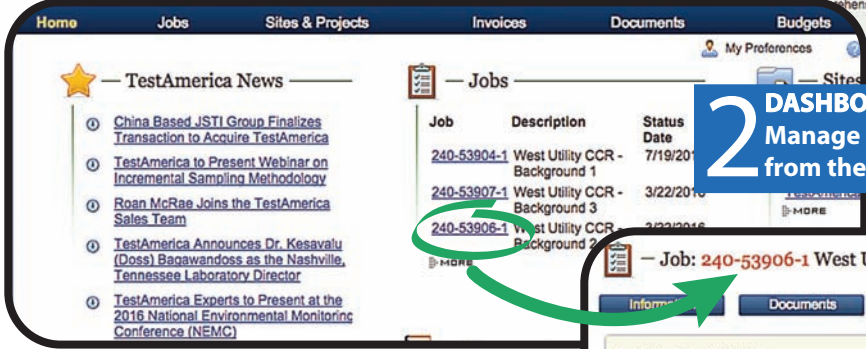 Home Jobs Sites & Projects Invoices Documents Budgets
My Preferences
TestAmerica News
China Based JSTI Group Finalizes
Transaction to Acquire TestAmerica
TestAmerica to Present Webinar on
Incremental Sampling Methodology
Roan McRae Joins the TestAmerica
Sales Team
TestAmerica Announces Dr. Kesavalu
(Doss) Bagawandoss as the Nashville,
Tennessee Laboratory Director
TestAmerica Experts to Present at the
2016 National Environmental Monitoring
Conference (NEMC)
Jobs
Job Description Status
Date
240-53904-1 West Utility CCR - 7/19/201
Background 1
240-53907-1 West Utility CCR - 3/22/2016
Background 3
240-53906-1 West Utility CCR - 3/22/2016
Background 2
MORE
Sites
2 DASHBO
Manage
from the
MORE
Job: 240-53906-1 West U
Documents